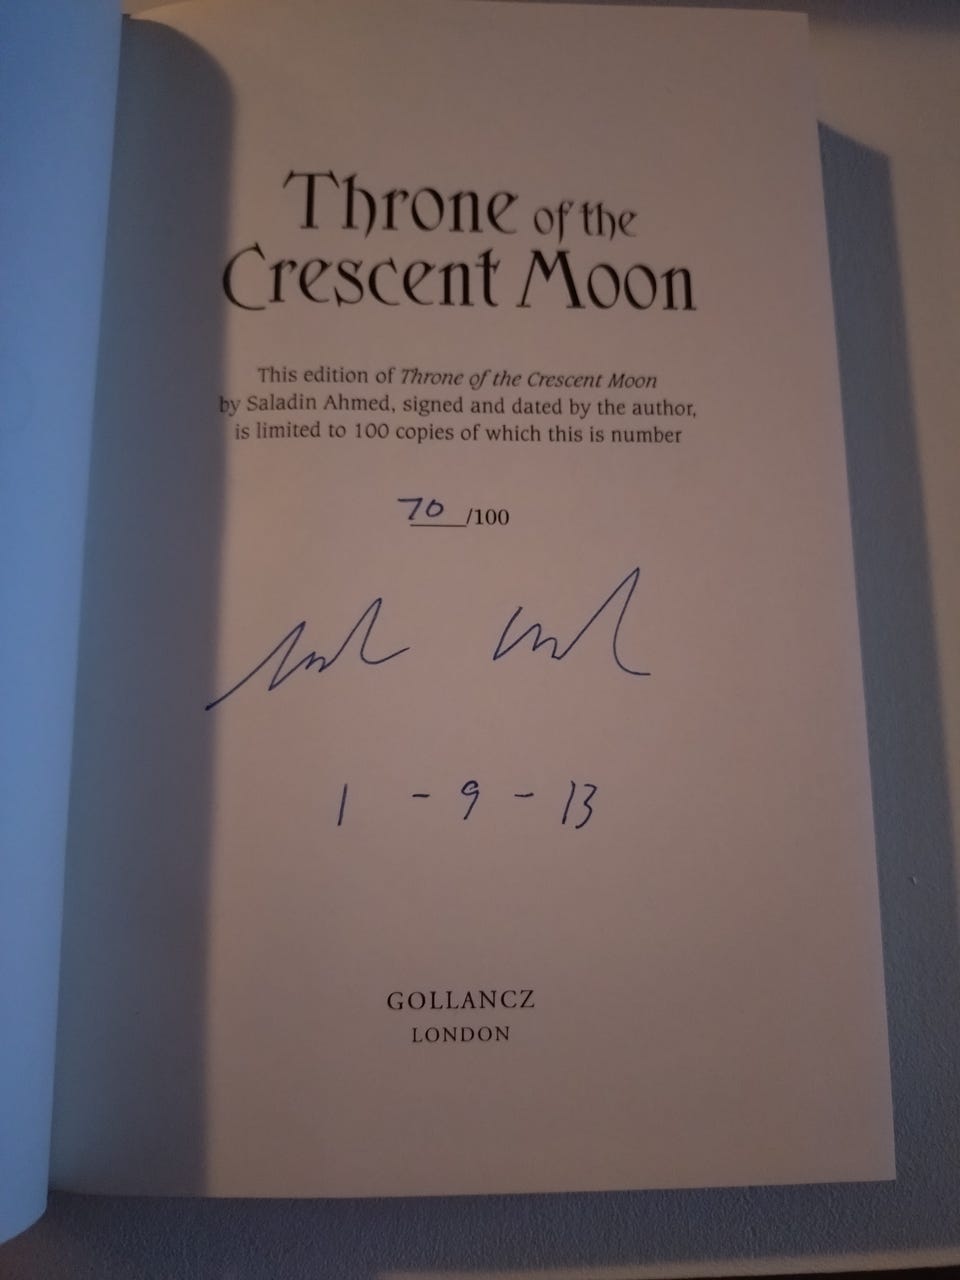 Throne of the
Crescent Moon
This edition of Throne of the Crescent Moon
by Saladin Ahmed, signed and dated by the author,
is limited to 100 copies of which this is number
70/100
1 - 9 - 13
GOLLANCZ
LONDON